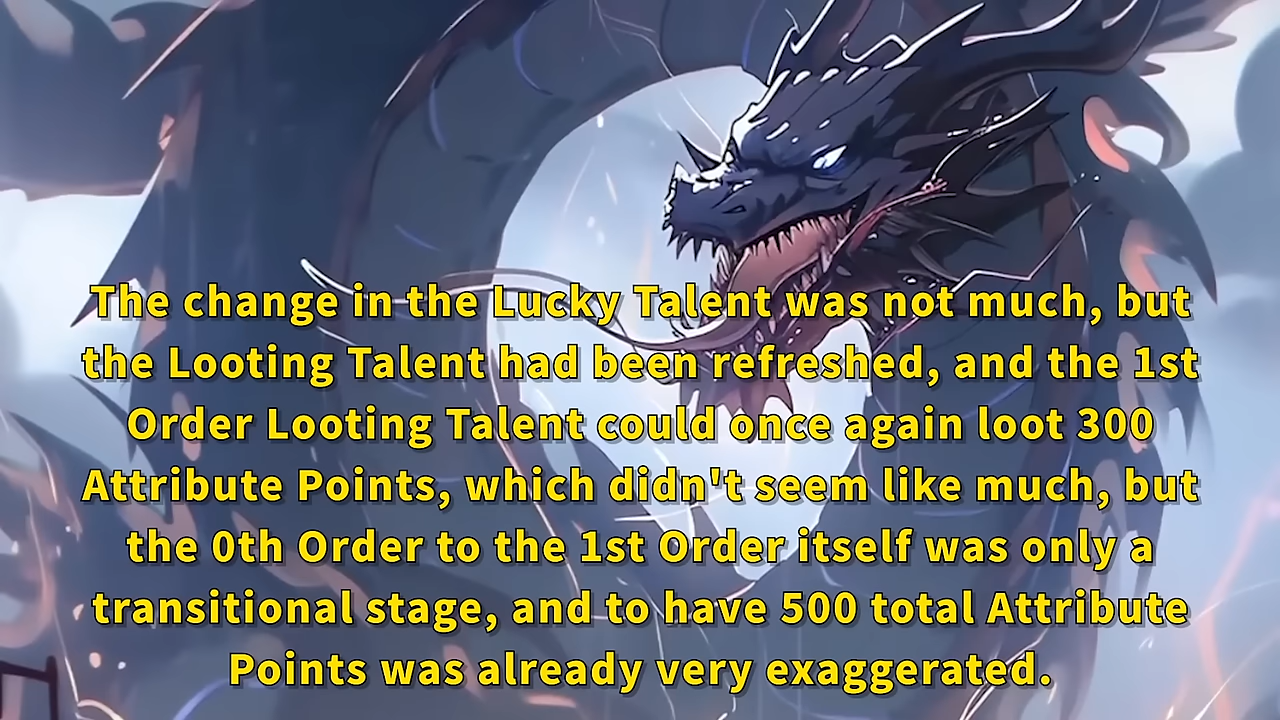 The change in the Lucky Talent was not much, but
the Looting Talent had been refreshed, and the 1st
Order Looting Talent could once again loot 300
Attribute Points, which didn't seem like much, but
the 0th Order to the 1st Order itself was only a
transitional stage, and to have 500 total Attribute
Points was already very exaggerated.